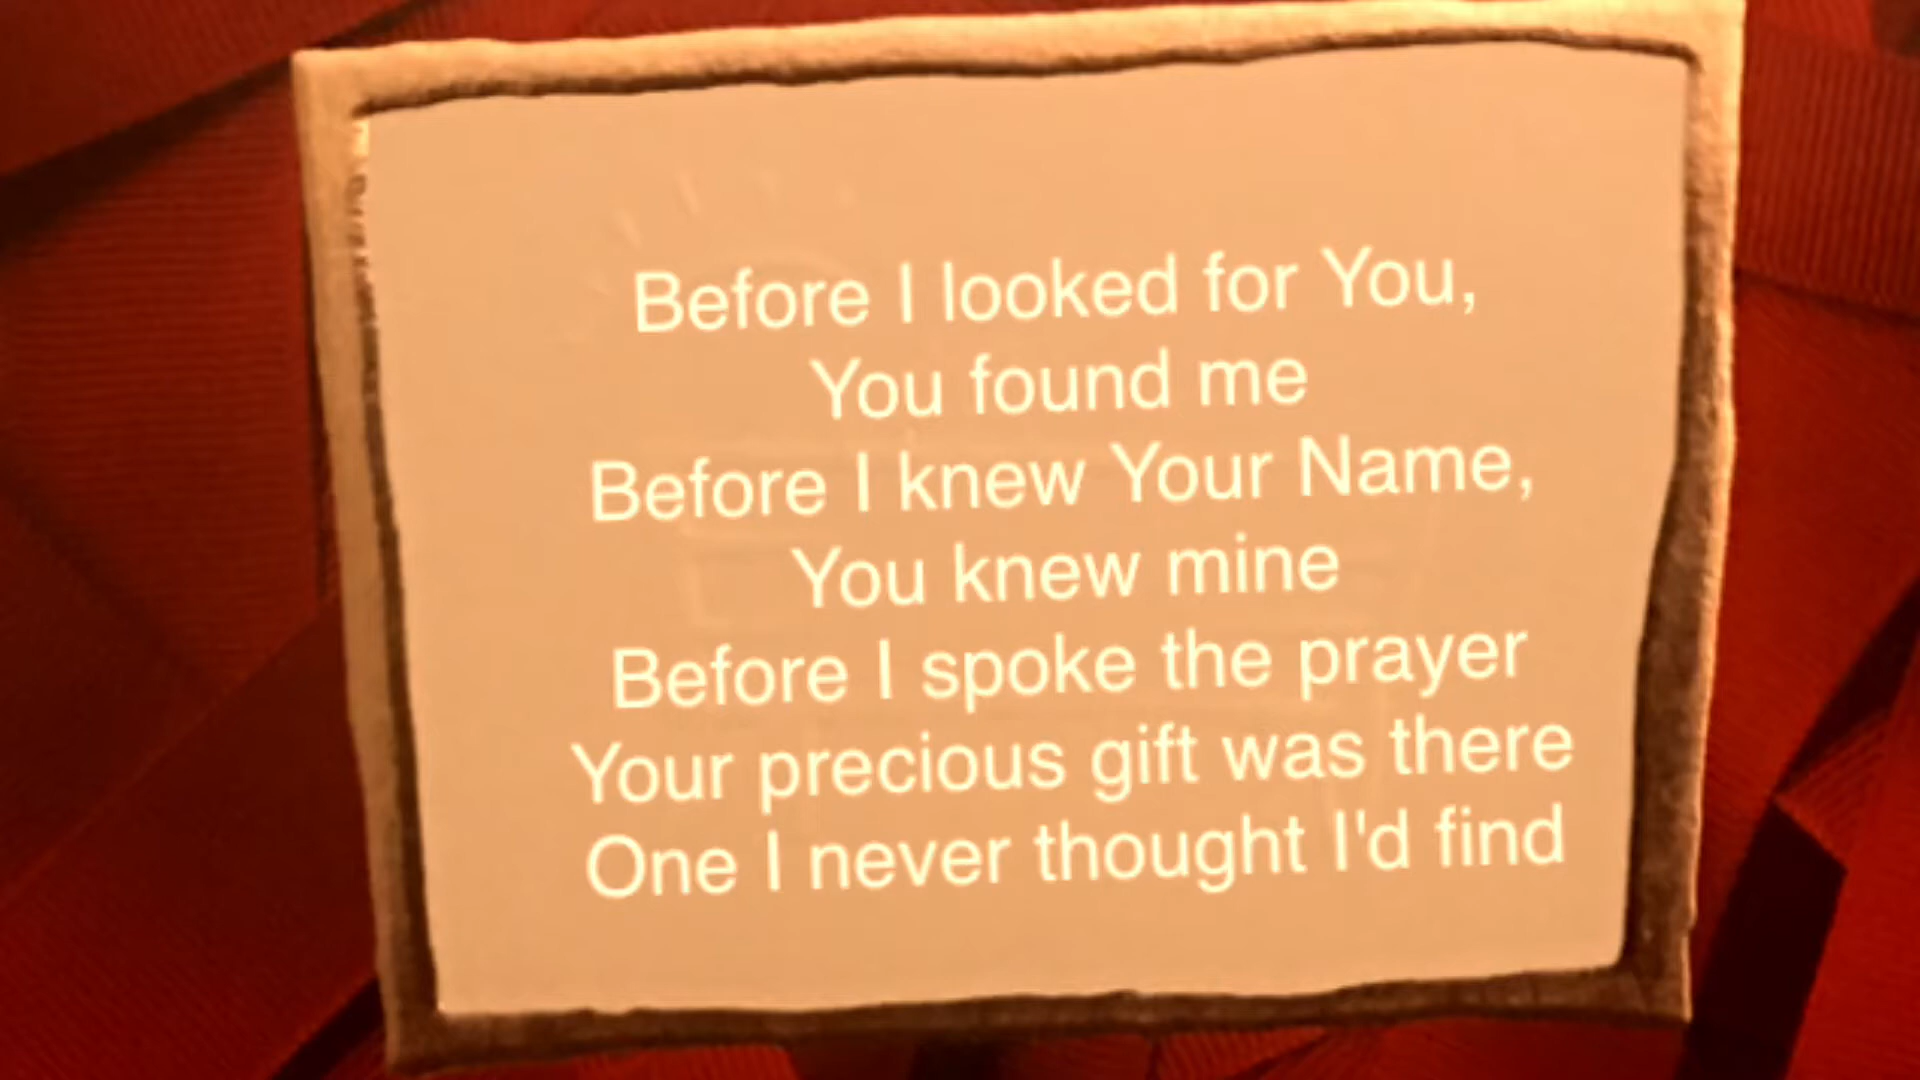 Before I looked for You,
You found me
Before I knew Your Name,
You knew mine
Before I spoke the prayer
Your precious gift was there
One I never thought I'd find